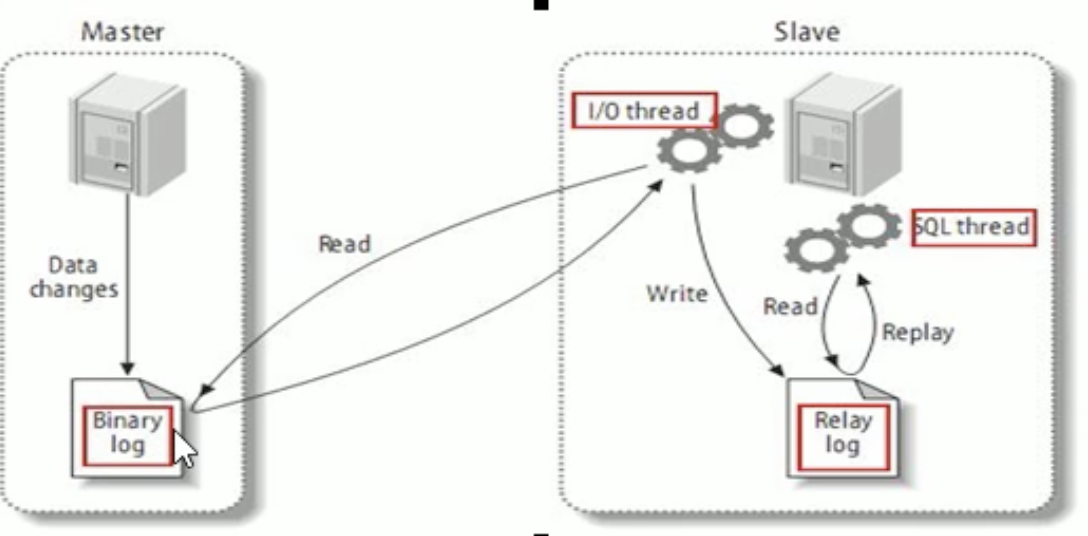 Master
Slave
I/O thread
SQL thread
Read
Data
changes
Write
Read
Replay
Binary
log
Relay
log